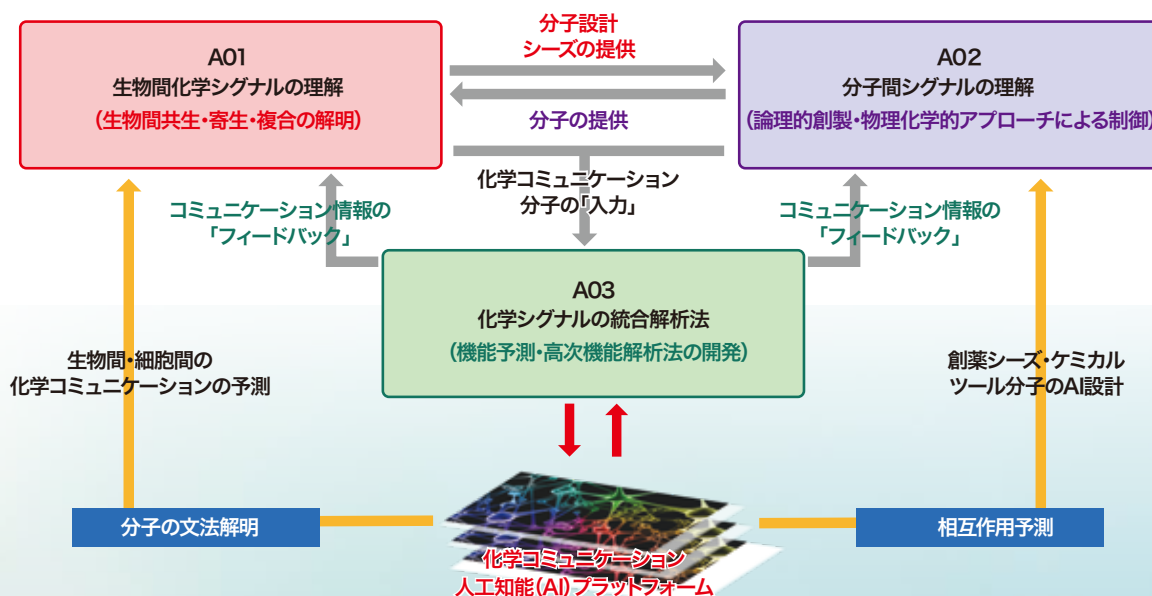 A01
生物間化学シグナルの理解
(生物間共生・寄生・複合の解明)
分子設計
シーズの提供
分子の提供
A02
分子間シグナルの理解
(論理的創製・物理化学的アプローチによる制御)
化学コミュニケーション
分子の「入力」
コミュニケーション情報の
「フィードバック」
コミュニケーション情報の
「フィードバック」
A03
化学シグナルの統合解析法
(機能予測・高次機能解析法の開発)
生物間・細胞間の
化学コミュニケーションの予測
創薬シーズ・ケミカル
ツール分子のAI設計
分子の文法解明
相互作用予測
化学コミュニケーション
人工知能(AI)プラットフォーム